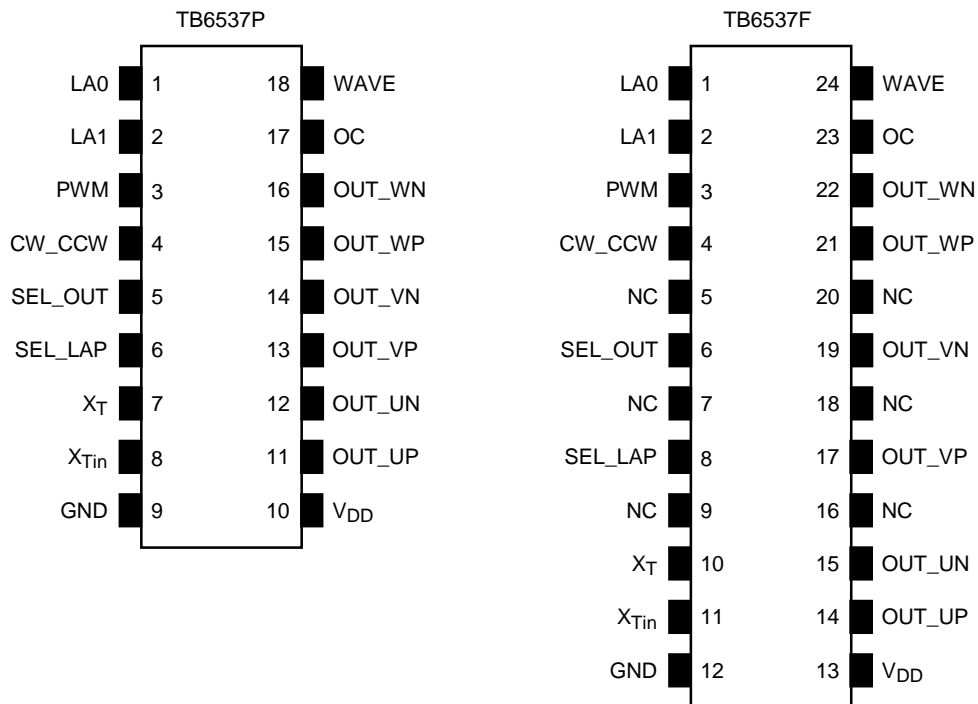 TB6537P
LA0 1 18 WAVE
LA1 2 17 OC
PWM 3 16 OUT_WN
CW_CCW 4 15 OUT_WP
SEL_OUT 5 14 OUT_VN
SEL_LAP 6 13 OUT_VP
XT 7 12 OUT_UN
XTin 8 11 OUT_UP
GND 9 10 VDD
TB6537F
LA0 1 24 WAVE
LA1 2 23 OC
PWM 3 22 OUT_WN
CW_CCW 4 21 OUT_WP
NC 5 20 NC
SEL_OUT 6 19 OUT_VN
NC 7 18 NC
SEL_LAP 8 17 OUT_VP
NC 9 16 NC
XT 10 15 OUT_UN
XTin 11 14 OUT_UP
GND 12 13 VDD